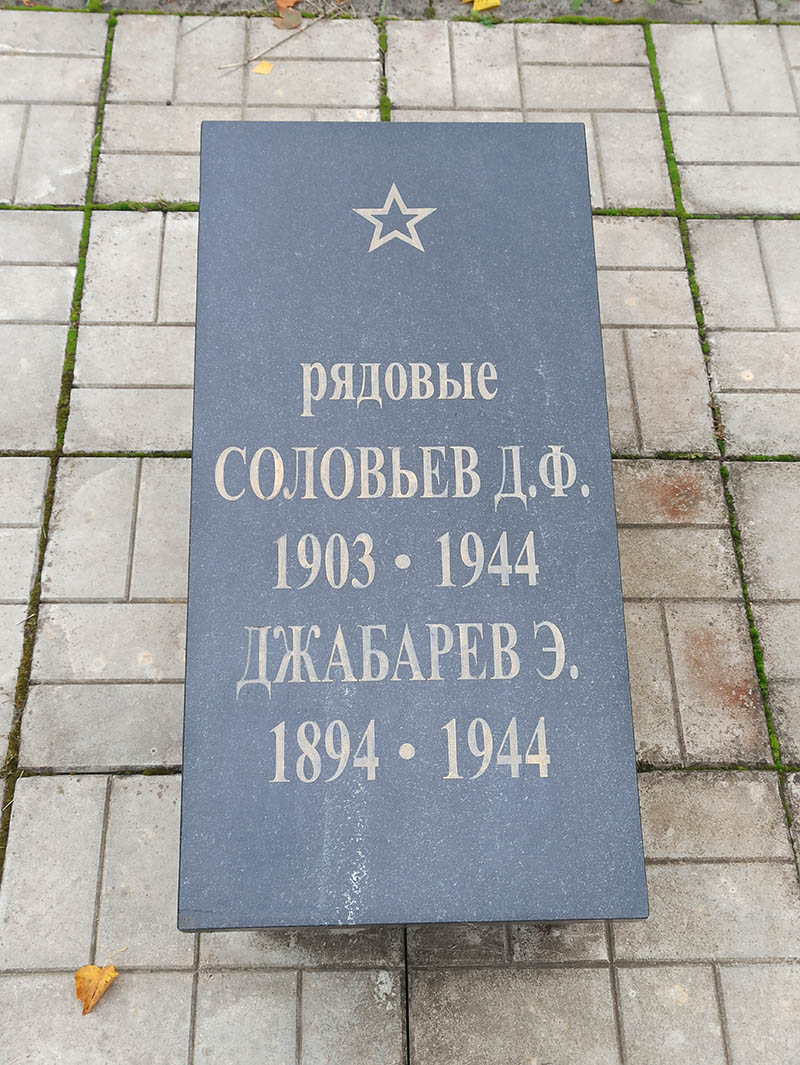 рядовые
СОЛОВЬЕВ Д.Ф.
1903 • 1944
ДЖАБАРЕВ Э.
1894 • 1944